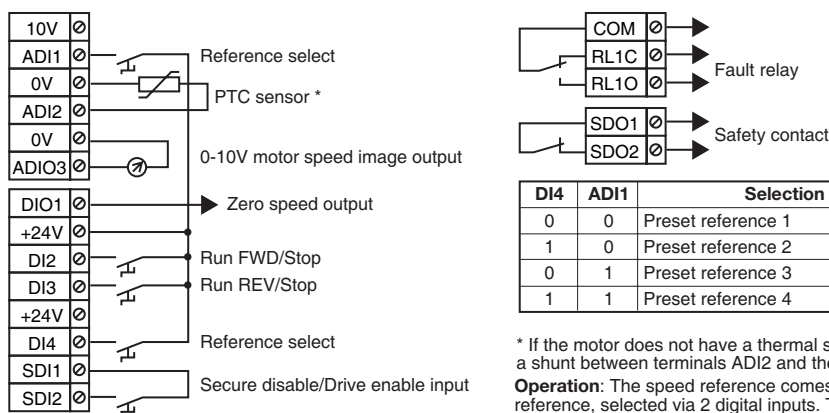 10V
ADI1
Reference select
0V
PTC sensor *
ADI2
0V
0-10V motor speed image output
ADIO3
DIO1
Zero speed output
+24V
DI2
Run FWD/Stop
DI3
Run REV/Stop
+24V
DI4
Reference select
SDI1
Secure disable/Drive enable input
SDI2
COM
RL1C
Fault relay
RL1O
SDO1
Safety contact
SDO2
DI4 ADI1 Selection
0 0 Preset reference 1
1 0 Preset reference 2
0 1 Preset reference 3
1 1 Preset reference 4
* If the motor does not have a thermal
a shunt between terminals ADI2 and
Operation: The speed reference comes
reference, selected via 2 digital inputs.